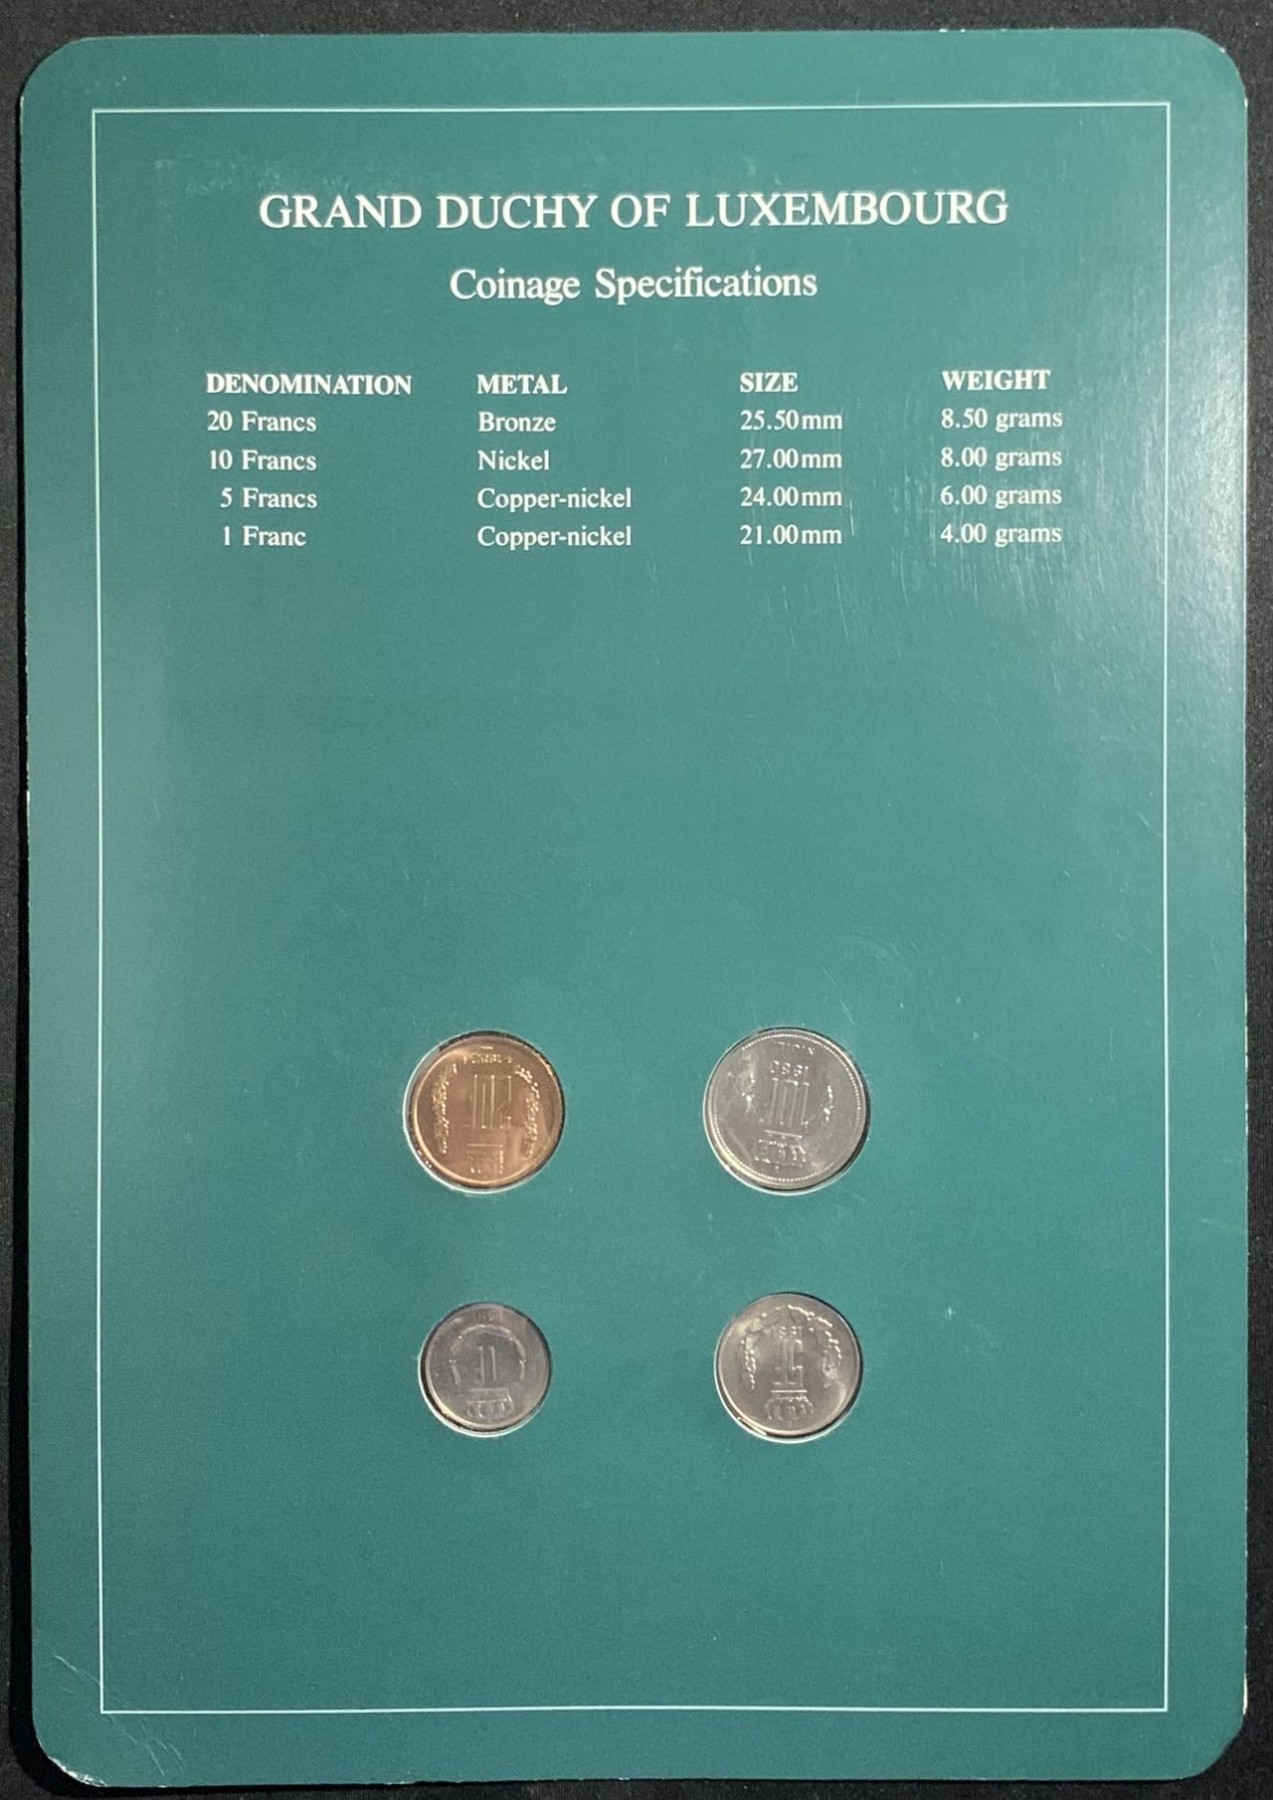 GRAND DUCHY OF LUXEMBOURG
Coinage Specifications
DENOMINATION METAL SIZE WEIGHT
20 Francs Bronze 25.50mm 8.50 grams
10 Francs Nickel 27.00mm 8.00 grams
5 Francs Copper-nickel 24.00mm 6.00 grams
1 Franc Copper-nickel 21.00mm 4.00 grams
1980
1981